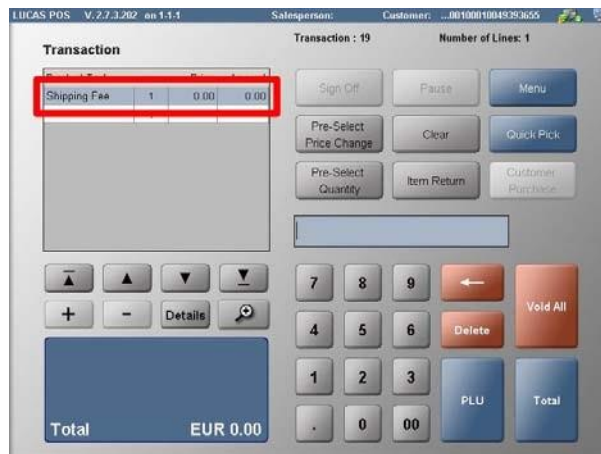 LUCAS POS V. 2.7.3.202 on 1-1-1 Salesperson: Customer: ...00100010049393655
Transaction
Transaction : 19 Number of Lines: 1
Shipping Fee 1 0.00 0.00
Sign Off Pause Menu
Pre-Select Price Change Clear Quick Pick
Pre-Select Quantity Item Return Customer Purchase
7 8 9 ←
+ - Details Void All
4 5 6 Delete
1 2 3
PLU Total
Total EUR 0.00
. 0 00